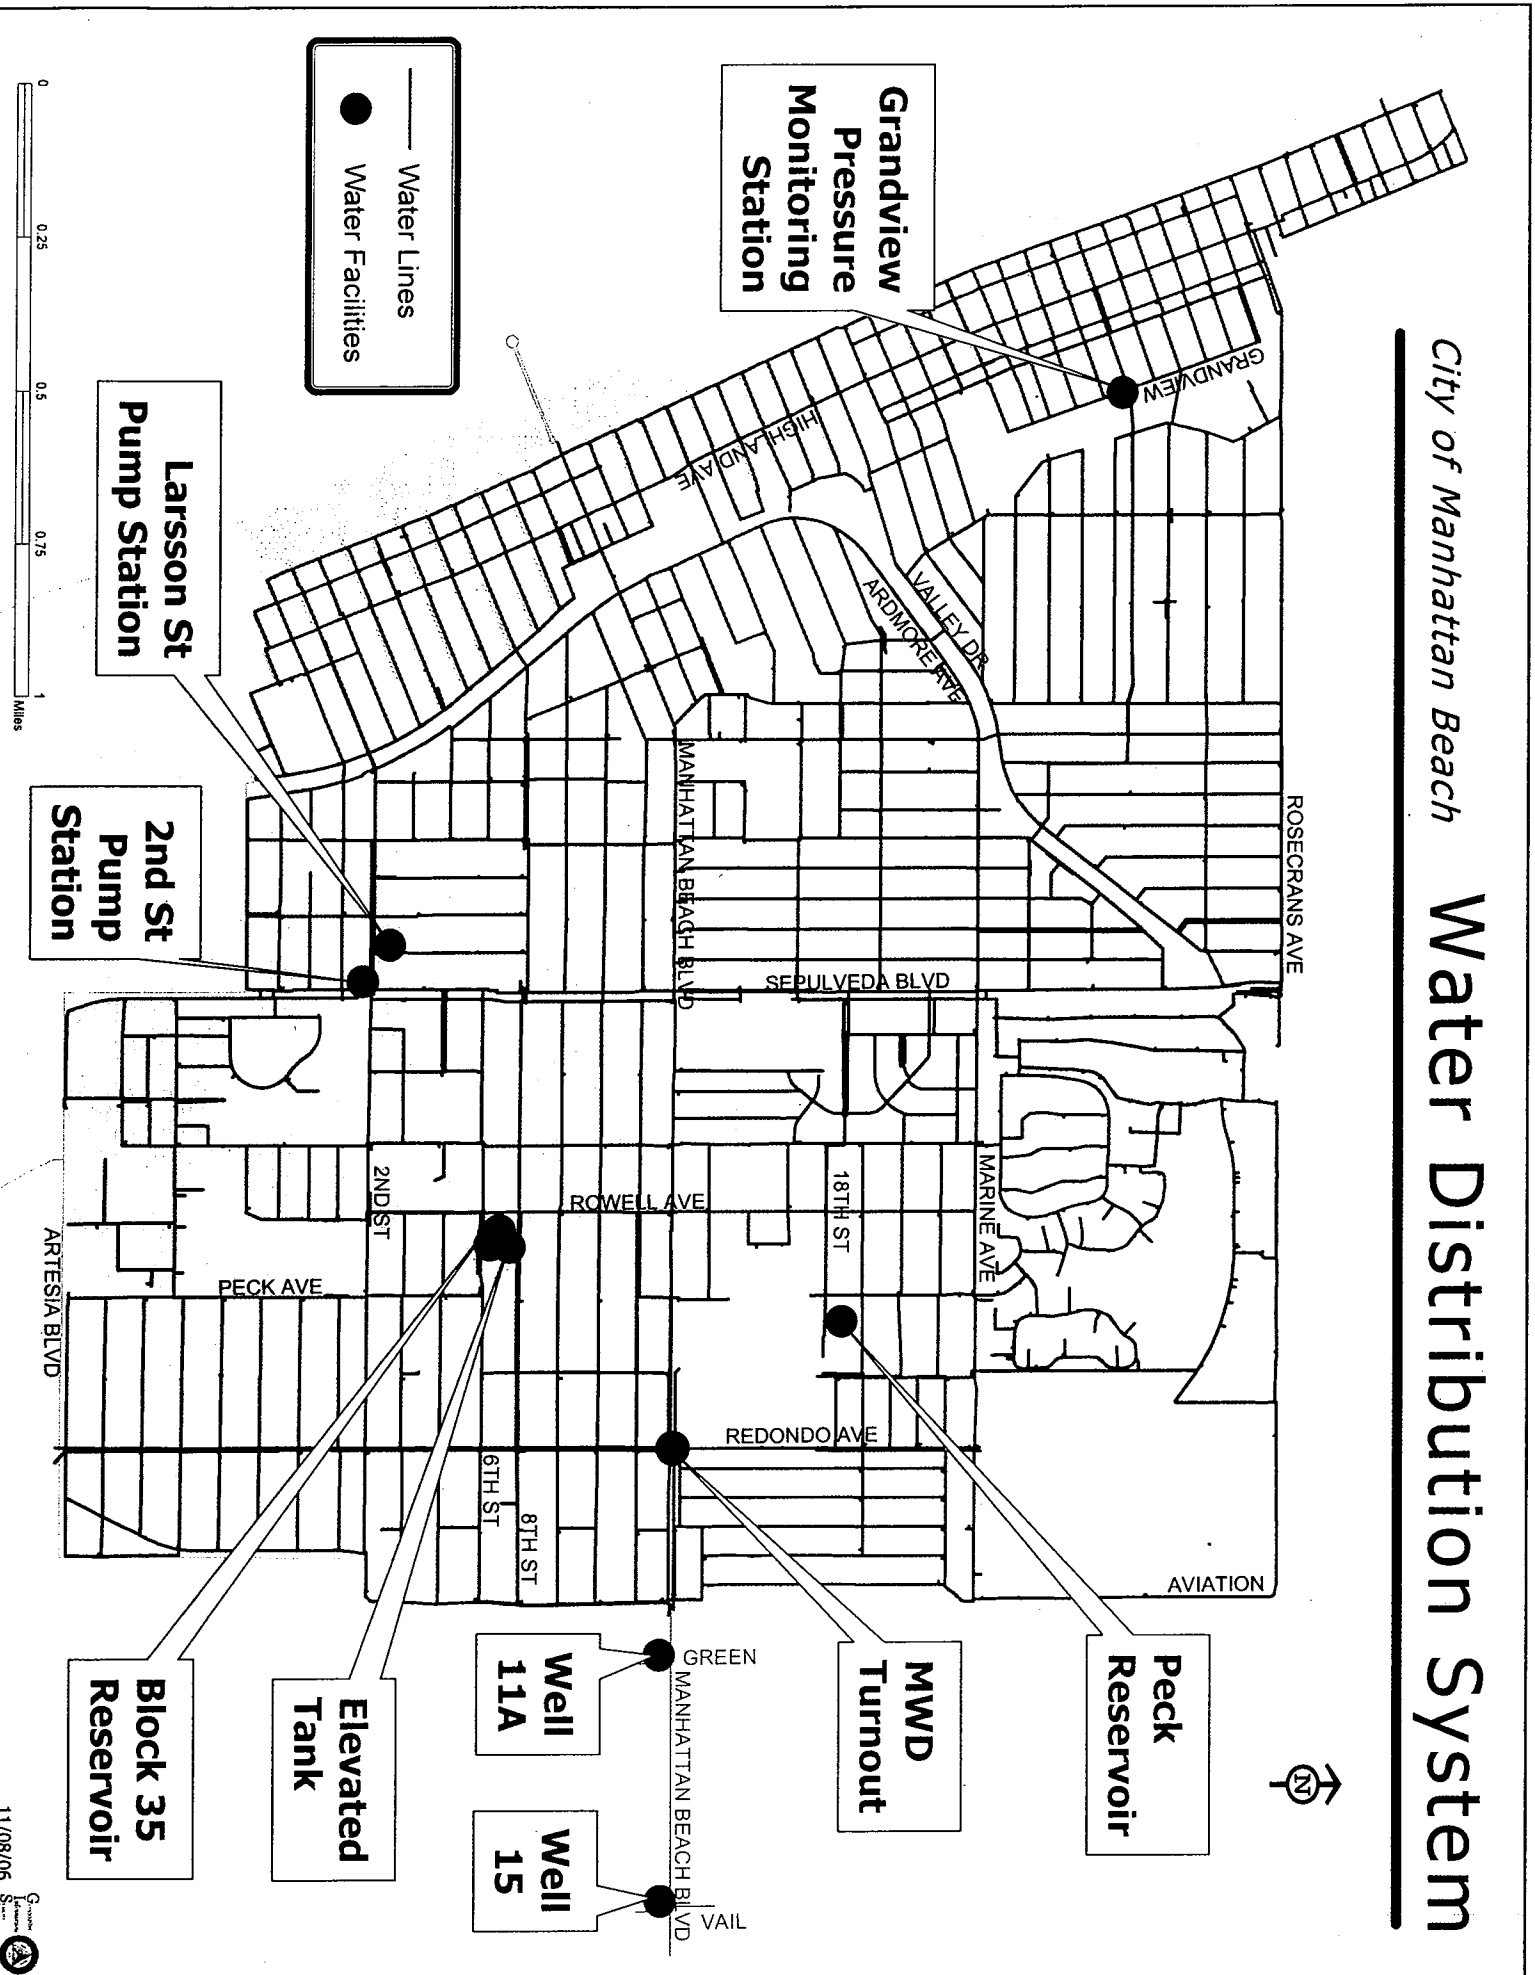 City of Manhattan Beach Water Distribution System
Grandview
Pressure
Monitoring
Station
Water Lines
Water Facilities
Larsson St
Pump Station
2nd St
Pump
Station
Peck
Reservoir
MWD
Turnout
Well
11A
Well
15
Elevated
Tank
Block 35
Reservoir
N
GRANDVIEW
HIGHLAND AVE
VALLEY DR
ARDMORE AVE
ROSECRANS AVE
MANHATTAN BEACH BLVD
SEPULVEDA BLVD
MARINE AVE
18TH ST
ROWELL AVE
2ND ST
PECK AVE
ARTESIA BLVD
REDONDO AVE
6TH ST
8TH ST
AVIATION
GREEN
MANHATTAN BEACH BLVD
VAIL
0 0.25 0.5 0.75 1
Miles
11/08/06